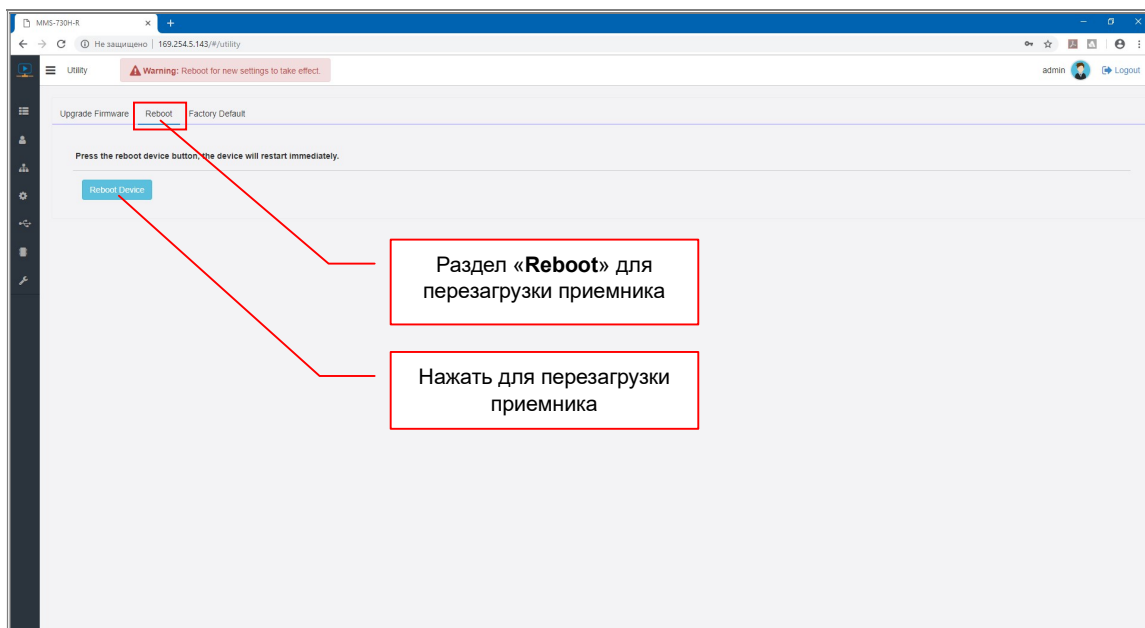 MMS-730H-R
Не защищено | 169.254.5.143/#/utility
Utility
Warning: Reboot for new settings to take effect.
admin
Logout
Upgrade Firmware Reboot Factory Default
Press the reboot device button, the device will restart immediately.
Reboot Device
Раздел «Reboot» для
перезагрузки приемника
Нажать для перезагрузки
приемника